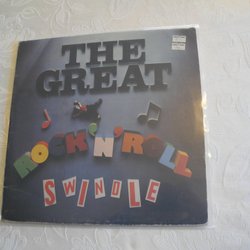 THE
GREAT
ROCK'N'ROLL
SWINDLE